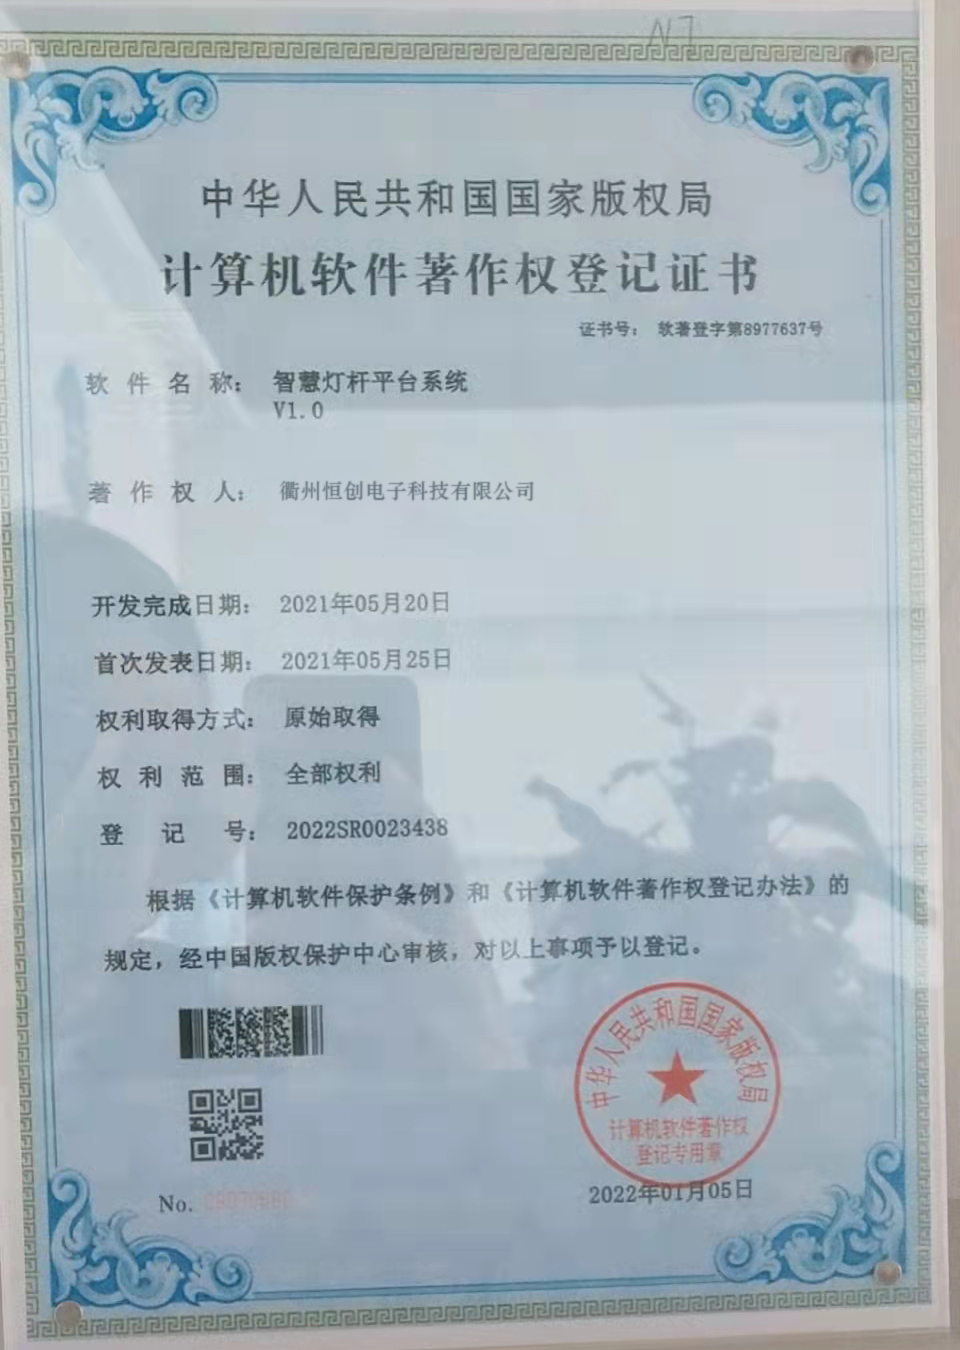 N7
中华人民共和国国家版权局
计算机软件著作权登记证书
证书号： 软著登字第8977637号
软件名称： 智慧灯杆平台系统
V1.0
著作权人： 衢州恒创电子科技有限公司
开发完成日期： 2021年05月20日
首次发表日期： 2021年05月25日
权利取得方式： 原始取得
权利范围： 全部权利
登记号： 2022SR0023438
根据《计算机软件保护条例》和《计算机软件著作权登记办法》的
规定，经中国版权保护中心审核，对以上事项予以登记。
中华人民共和国国家版权局
计算机软件著作权
登记专用章
No.
2022年01月05日